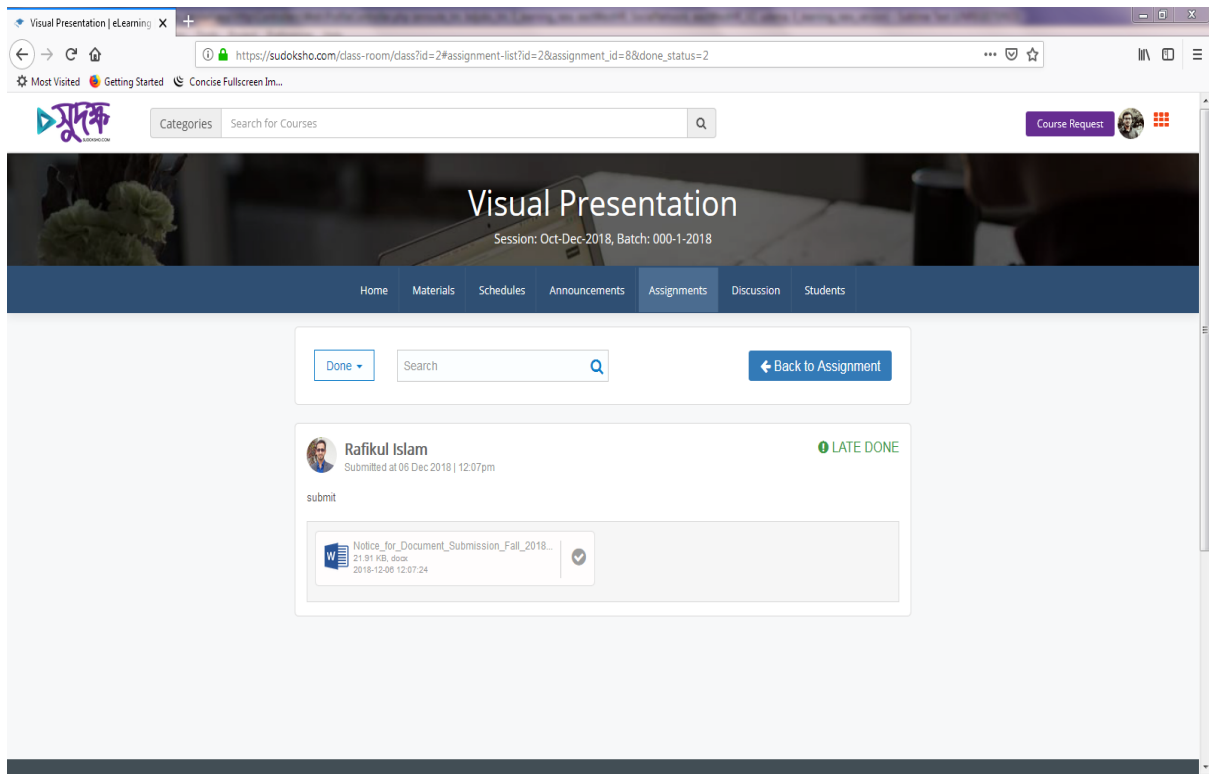 Visual Presentation | eLearning
https://sudoksho.com/class-room/class?id=2#assignment-list?id=2&assignment_id=8&done_status=2
Most Visited Getting Started Concise Fullscreen Im...
সুদক্ষ
SUDOKSHO.COM
Categories Search for Courses
Course Request
Visual Presentation
Session: Oct-Dec-2018, Batch: 000-1-2018
Home Materials Schedules Announcements Assignments Discussion Students
Done Search Back to Assignment
Rafikul Islam LATE DONE
Submitted at 06 Dec 2018 | 12:07pm
submit
Notice_for_Document_Submission_Fall_2018...
21.91 KB, docx
2018-12-06 12:07:24